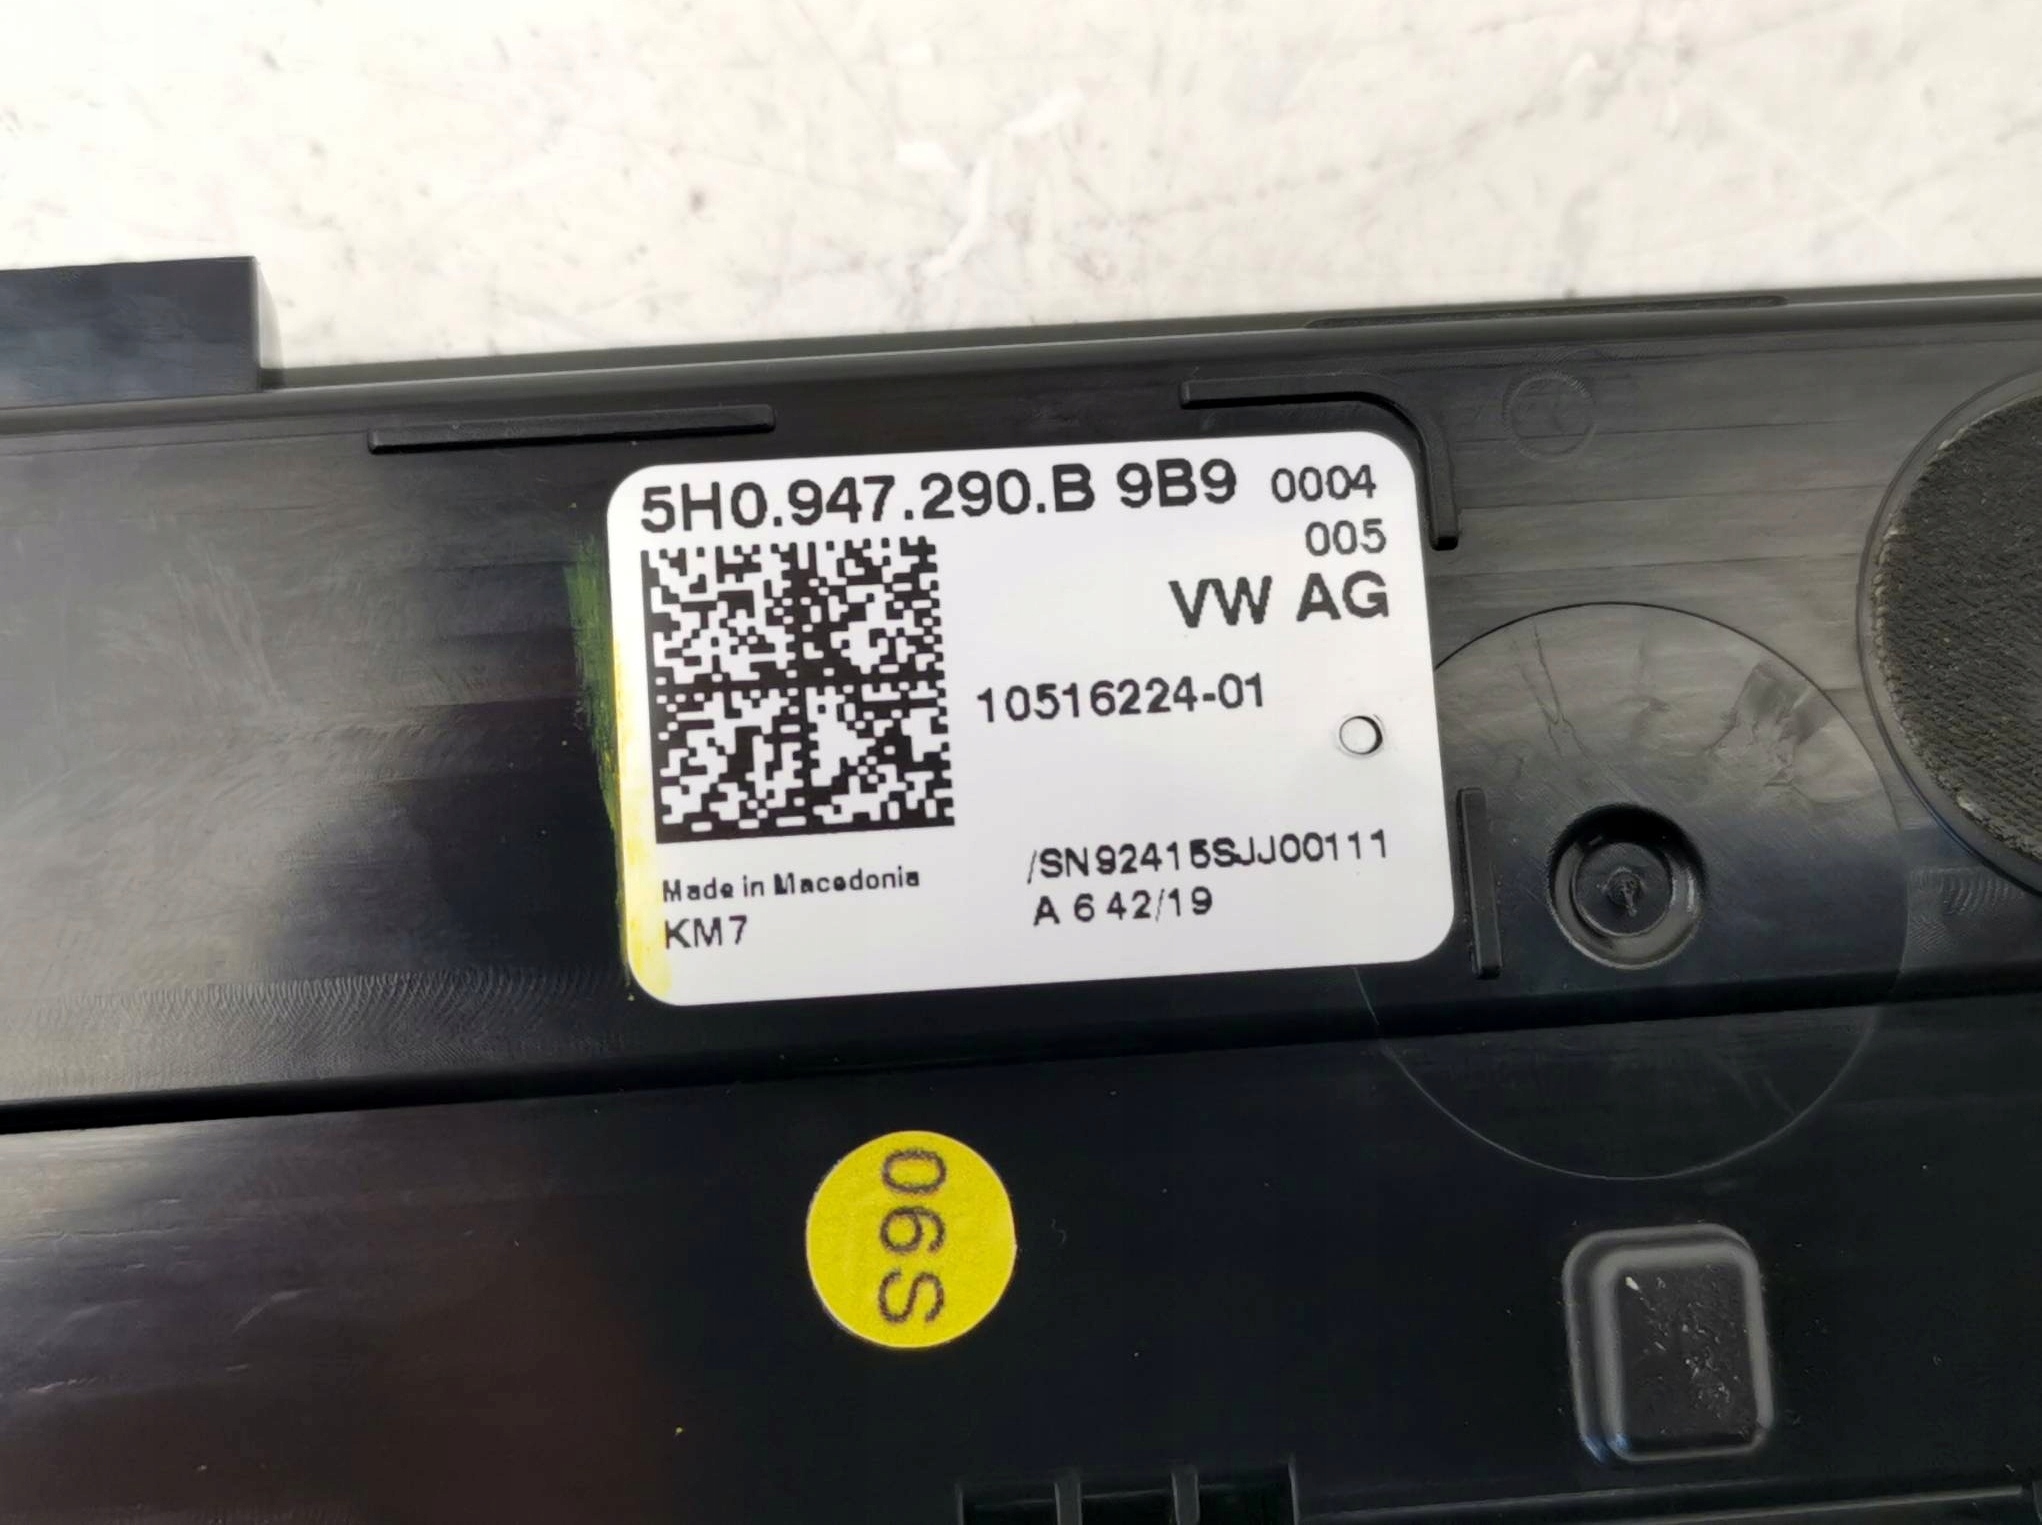 5H0.947.290.B 9B9 0004
005
VW AG
10516224-01
/SN92415SJJ00111
Made in Macedonia
A 6 42/19
KM7
S90